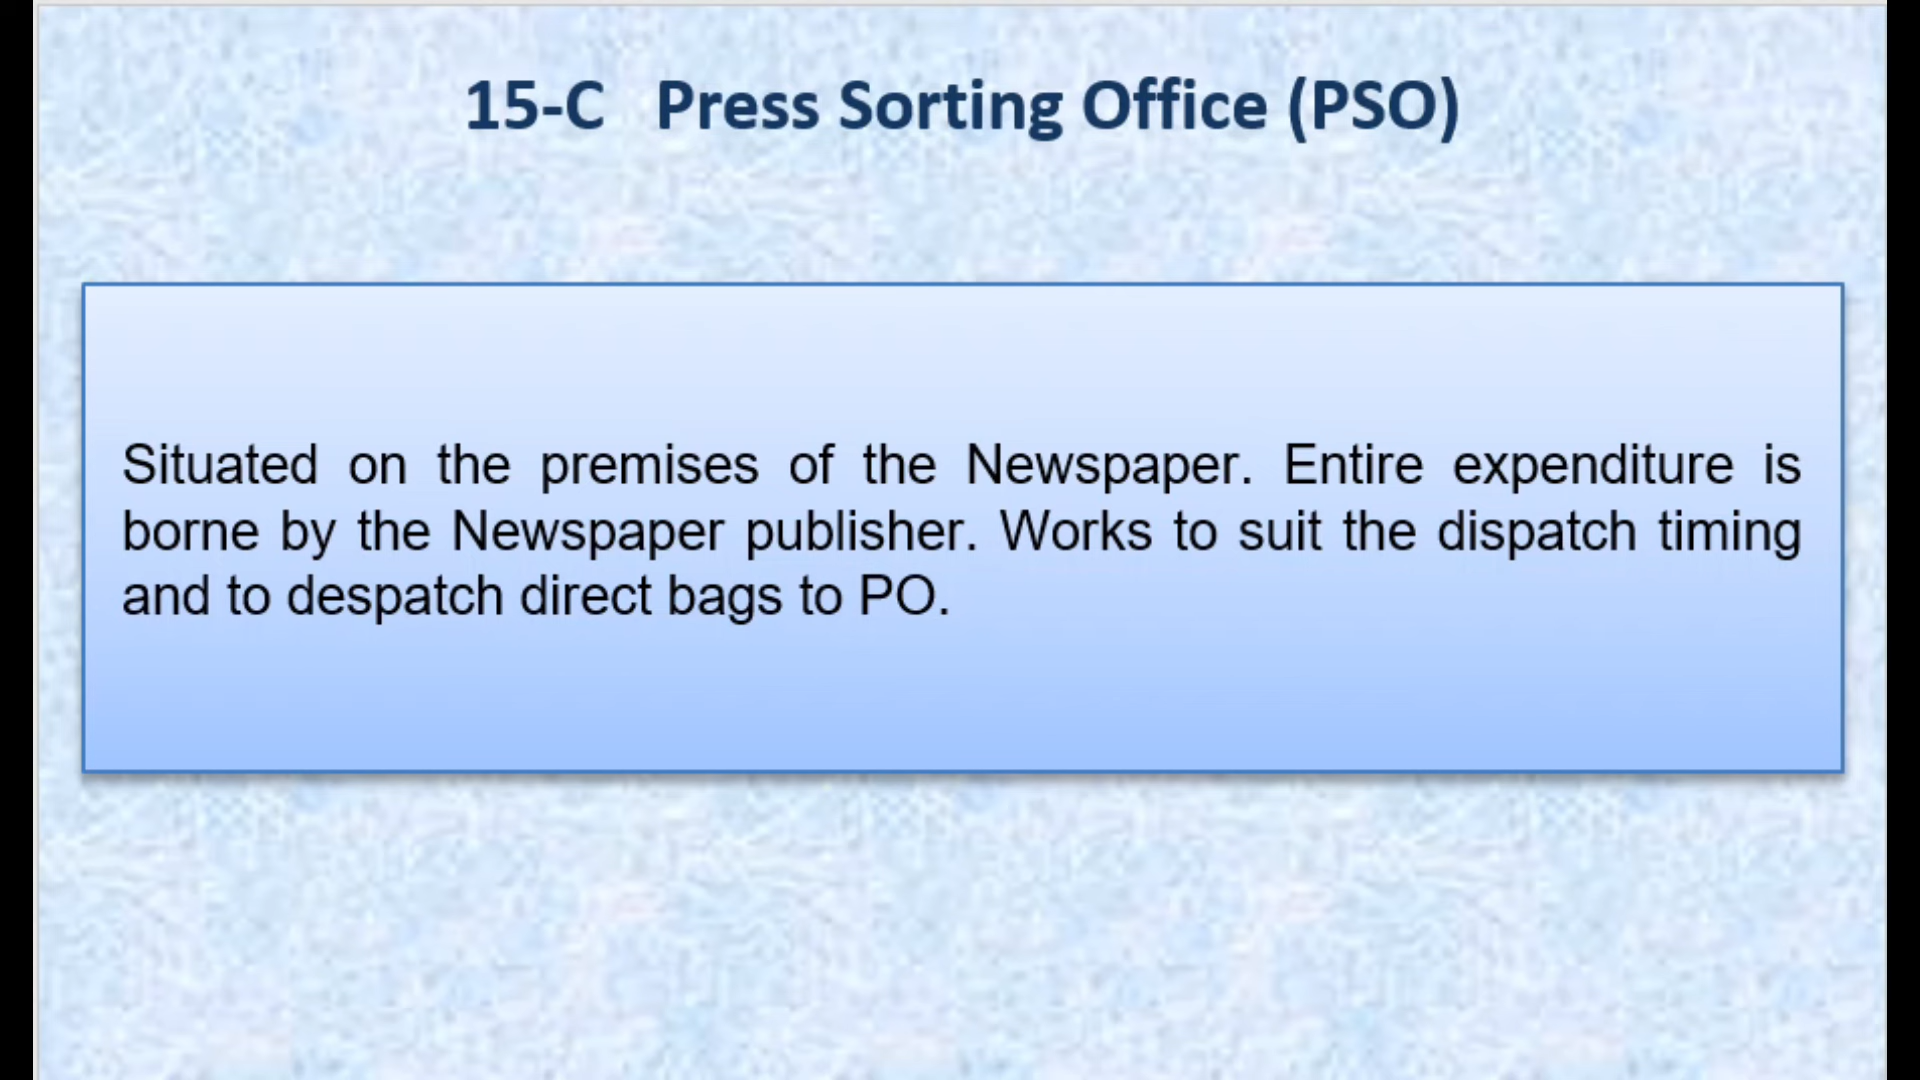 15-C Press Sorting Office (PSO)
Situated on the premises of the Newspaper. Entire expenditure is
borne by the Newspaper publisher. Works to suit the dispatch timing
and to despatch direct bags to PO.